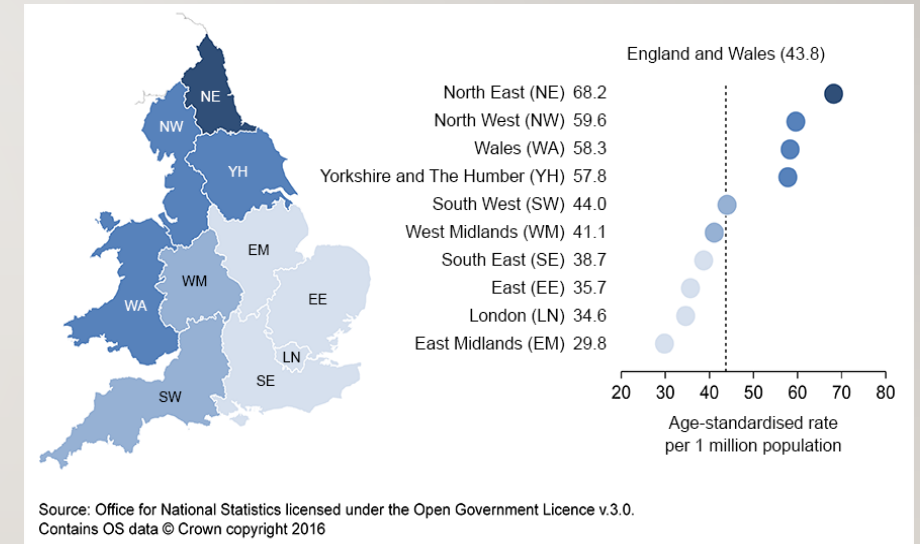 NE
NW
YH
EM
WM
EE
WA
LN
SE
SW
England and Wales (43.8)
North East (NE) 68.2
North West (NW) 59.6
Wales (WA) 58.3
Yorkshire and The Humber (YH) 57.8
South West (SW) 44.0
West Midlands (WM) 41.1
South East (SE) 38.7
East (EE) 35.7
London (LN) 34.6
East Midlands (EM) 29.8
20 30 40 50 60 70 80
Age-standardised rate
per 1 million population
Source: Office for National Statistics licensed under the Open Government Licence v.3.0.
Contains OS data © Crown copyright 2016